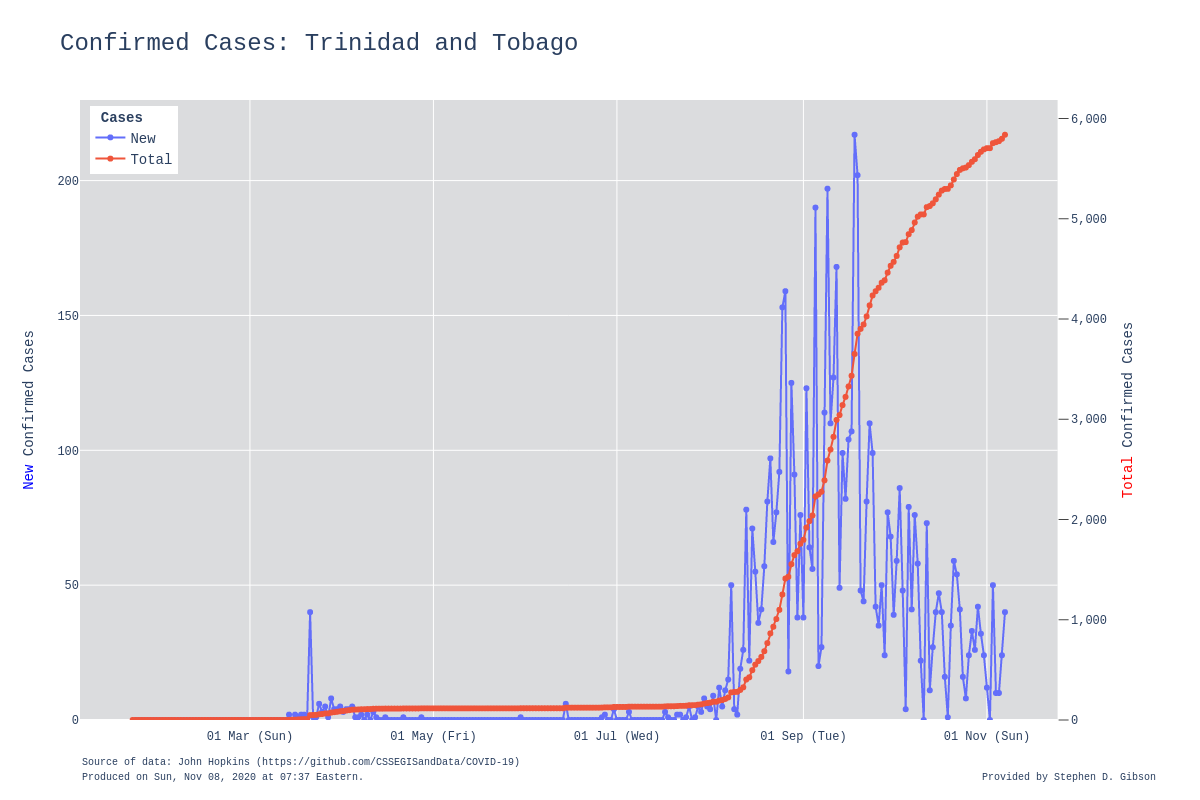 Confirmed Cases: Trinidad and Tobago
Cases
New
Total
200
150
100
50
0
6,000
5,000
4,000
3,000
2,000
1,000
0
New Confirmed Cases
Total Confirmed Cases
01 Mar (Sun)
01 May (Fri)
01 Jul (Wed)
01 Sep (Tue)
01 Nov (Sun)
Source of data: John Hopkins (https://github.com/CSSEGISandData/COVID-19)
Produced on Sun, Nov 08, 2020 at 07:37 Eastern.
Provided by Stephen D. Gibson